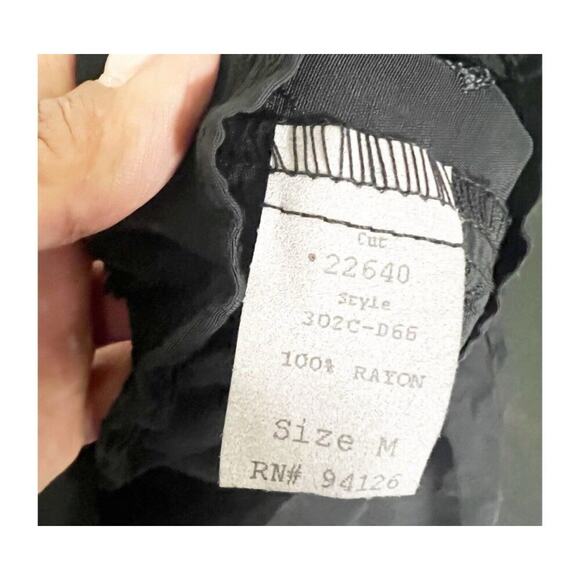 Cut
22640
Style
302C-D66
100% RAYON
Size M
RN# 94126